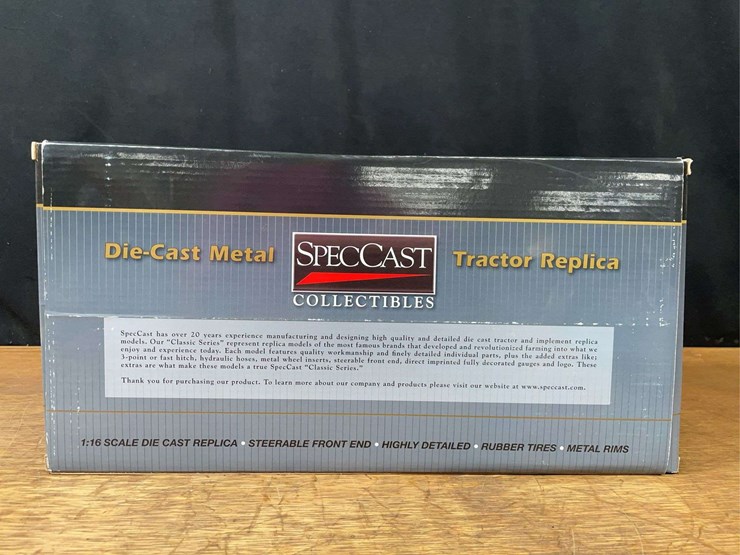 Die-Cast Metal SPECCAST Tractor Replica
COLLECTIBLES
SpecCast has over 20 years experience manufacturing and designing high quality and detailed die cast tractor and implement replica
models. Our "Classic Series" represent replica models of the most famous brands that developed and revolutionized farming into what we
enjoy and experience today. Each model features quality workmanship and finely detailed individual parts, plus the added extras like;
3-point or fast hitch, hydraulic hoses, metal wheel inserts, steerable front end, direct imprinted fully decorated gauges and logo. These
extras are what make these models a true SpecCast "Classic Series."
Thank you for purchasing our product. To learn more about our company and products please visit our website at www.speccast.com.
1:16 SCALE DIE CAST REPLICA • STEERABLE FRONT END • HIGHLY DETAILED • RUBBER TIRES • METAL RIMS